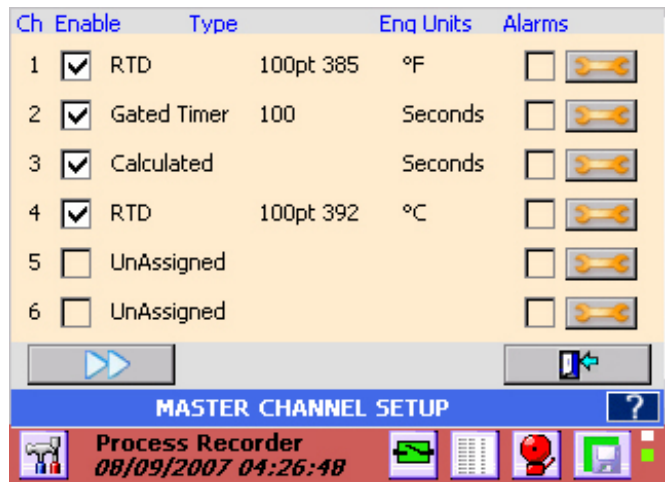 Ch Enable Type Eng Units Alarms
1 RTD 100pt 385 °F
2 Gated Timer 100 Seconds
3 Calculated Seconds
4 RTD 100pt 392 °C
5 UnAssigned
6 UnAssigned
MASTER CHANNEL SETUP ?
Process Recorder
08/09/2007 04:26:48